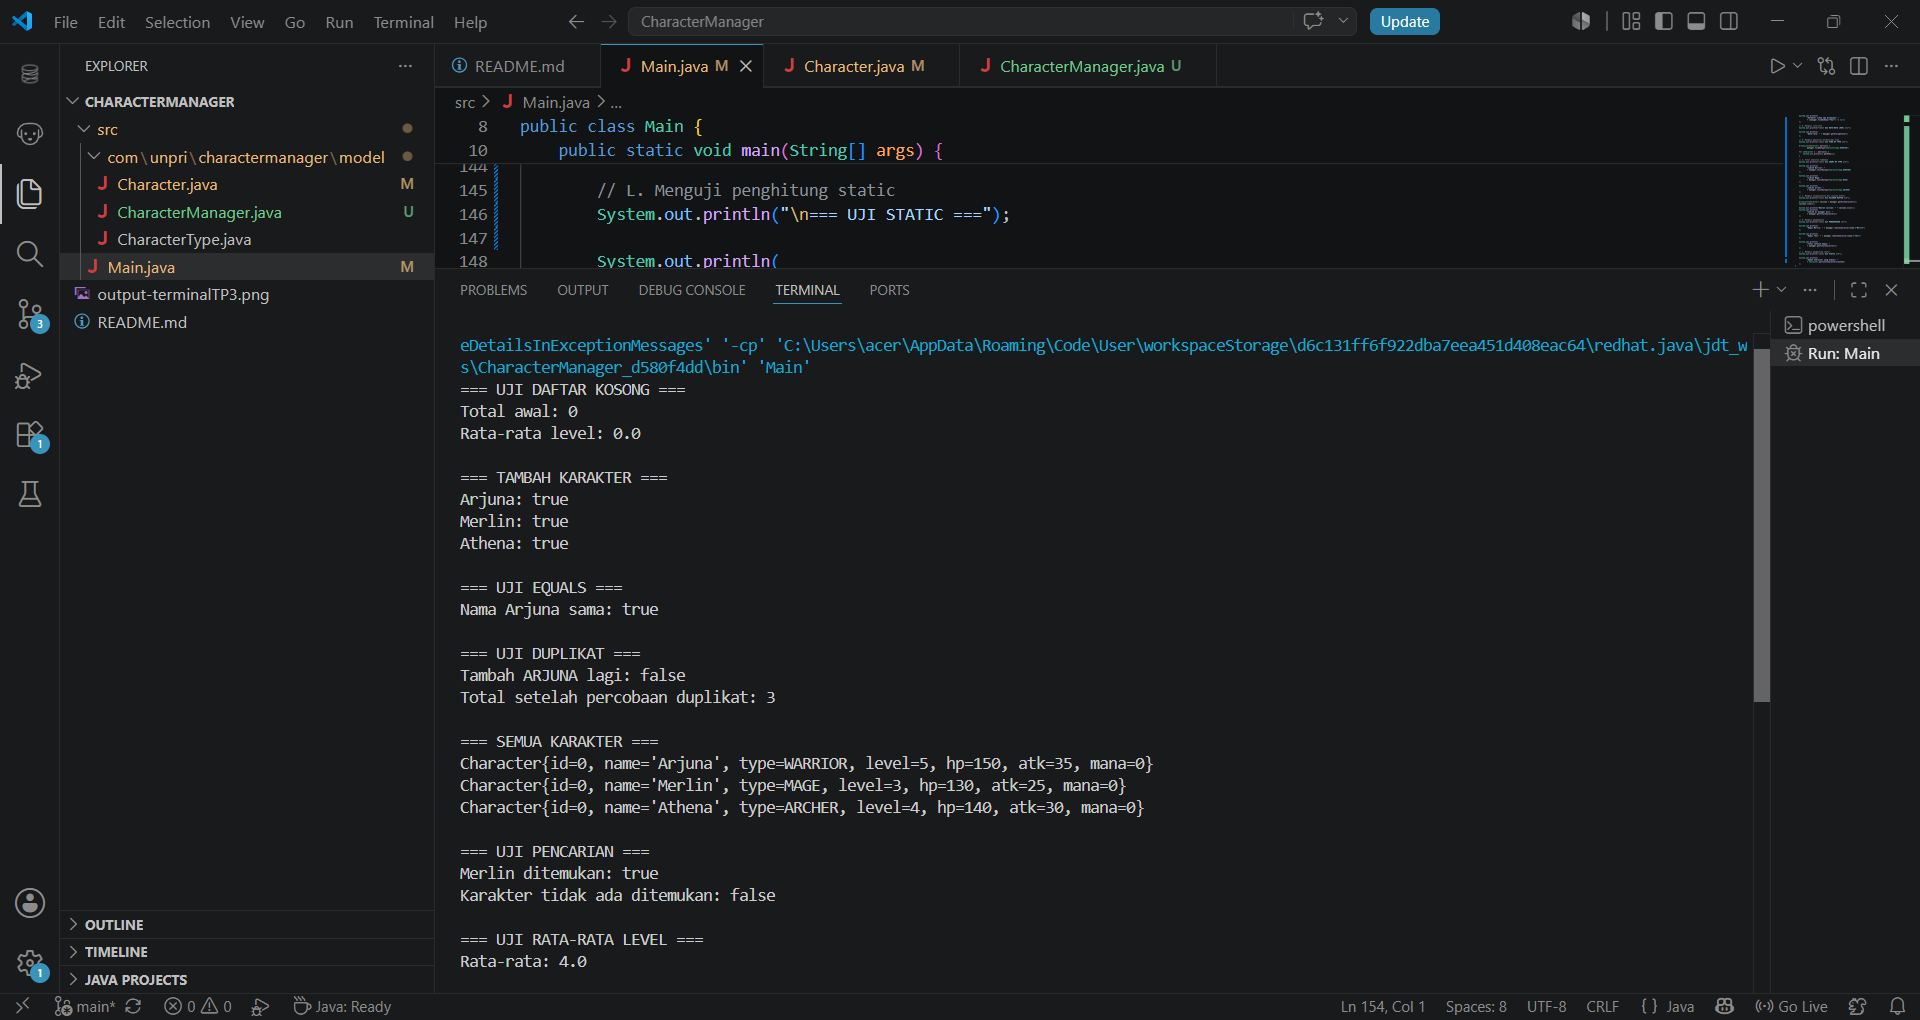 File Edit Selection View Go Run Terminal Help
CharacterManager
Update
EXPLORER
CHARACTERMANAGER
src
com\unpri\charactermanager\model
Character.java M
CharacterManager.java U
CharacterType.java
Main.java M
output-terminalTP3.png
README.md
3
1
OUTLINE
TIMELINE
JAVA PROJECTS
1
README.md
Main.java M
Character.java M
CharacterManager.java U
src > Main.java > ...
8 public class Main {
10 public static void main(String[] args) {
144
145 // L. Menguji penghitung static
146 System.out.println("\n=== UJI STATIC ===");
147
148 System.out.println(
PROBLEMS OUTPUT DEBUG CONSOLE TERMINAL PORTS
powershell
Run: Main
eDetailsInExceptionMessages' '-cp' 'C:\Users\acer\AppData\Roaming\Code\User\workspaceStorage\d6c131ff6f922dba7eea451d408eac64\redhat.java\jdt_w
s\CharacterManager_d580f4dd\bin' 'Main'
=== UJI DAFTAR KOSONG ===
Total awal: 0
Rata-rata level: 0.0
=== TAMBAH KARAKTER ===
Arjuna: true
Merlin: true
Athena: true
=== UJI EQUALS ===
Nama Arjuna sama: true
=== UJI DUPLIKAT ===
Tambah ARJUNA lagi: false
Total setelah percobaan duplikat: 3
=== SEMUA KARAKTER ===
Character{id=0, name='Arjuna', type=WARRIOR, level=5, hp=150, atk=35, mana=0}
Character{id=0, name='Merlin', type=MAGE, level=3, hp=130, atk=25, mana=0}
Character{id=0, name='Athena', type=ARCHER, level=4, hp=140, atk=30, mana=0}
=== UJI PENCARIAN ===
Merlin ditemukan: true
Karakter tidak ada ditemukan: false
=== UJI RATA-RATA LEVEL ===
Rata-rata: 4.0
main* 0 0 Java: Ready
Ln 154, Col 1 Spaces: 8 UTF-8 CRLF { } Java Go Live